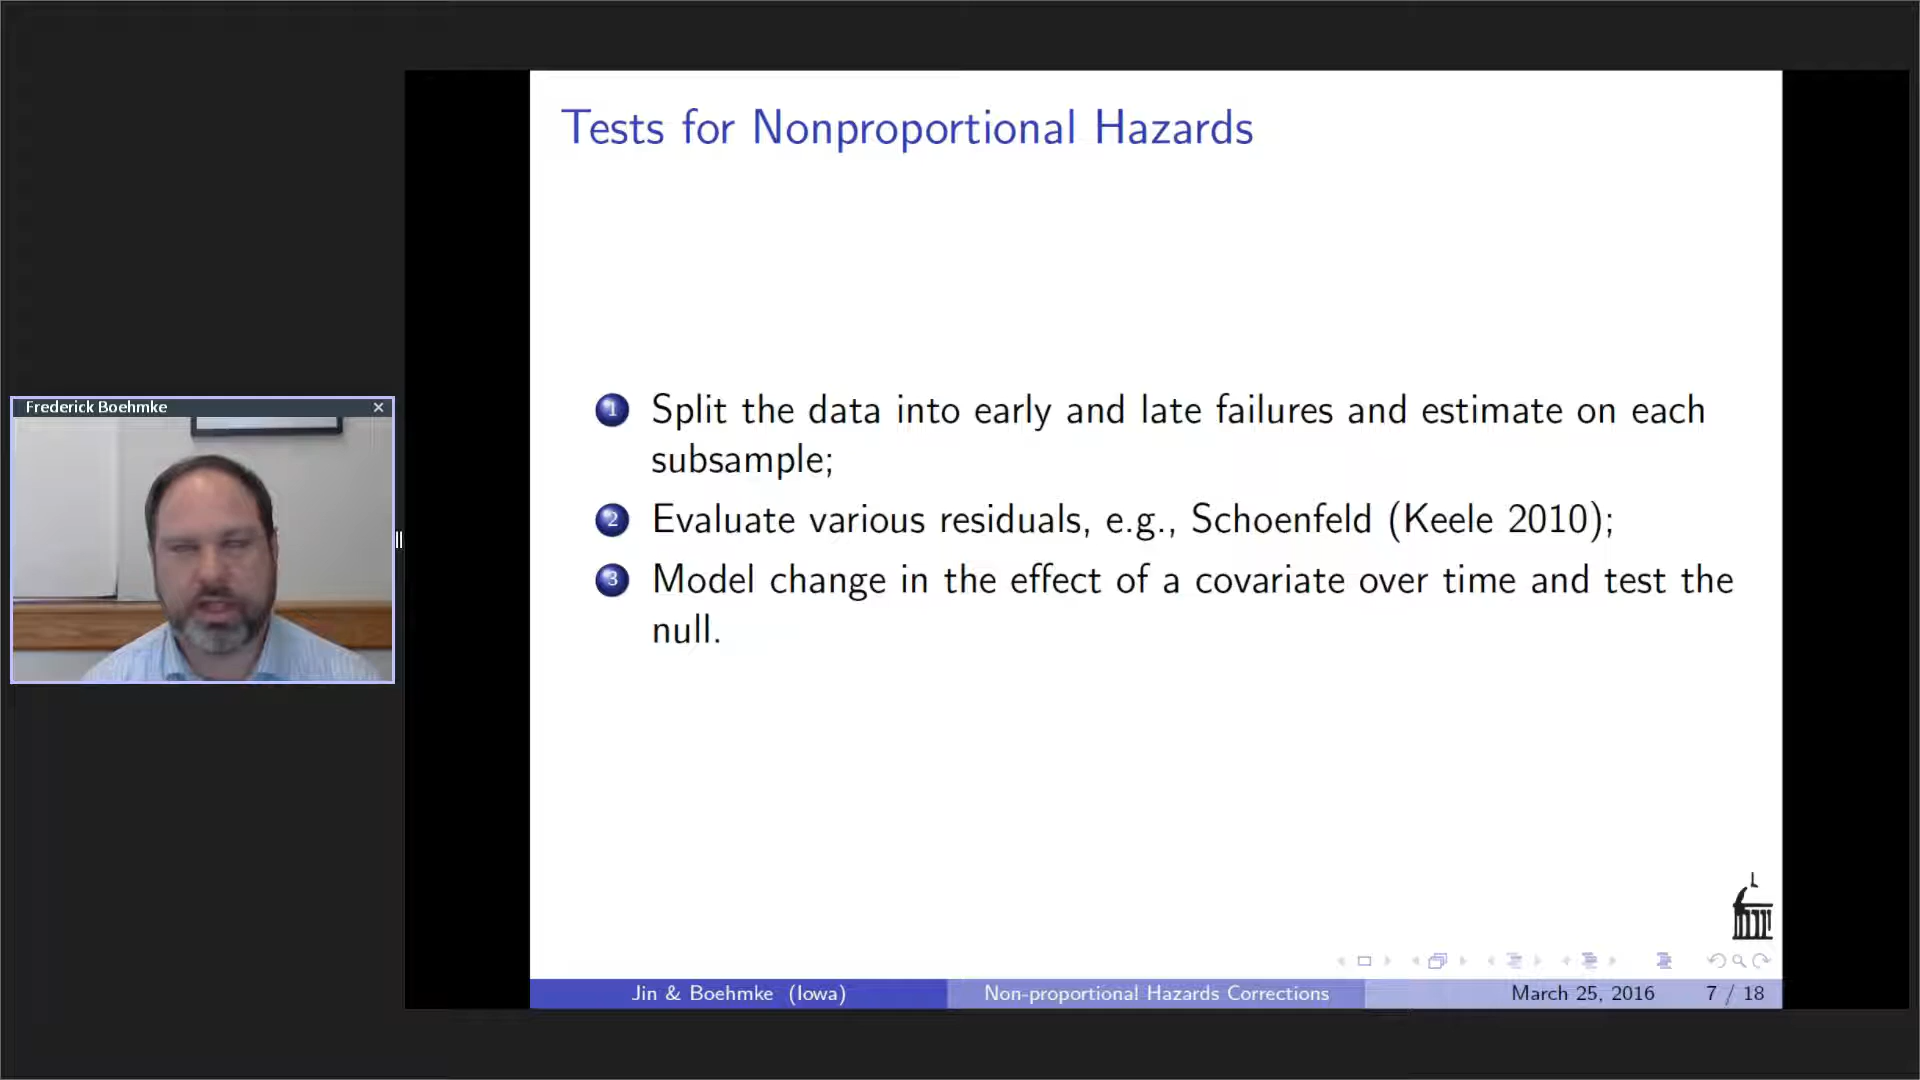 Tests for Nonproportional Hazards
Frederick Boehmke
1 Split the data into early and late failures and estimate on each
subsample;
2 Evaluate various residuals, e.g., Schoenfeld (Keele 2010);
3 Model change in the effect of a covariate over time and test the
null.
Jin & Boehmke (Iowa) Non-proportional Hazards Corrections March 25, 2016 7 / 18